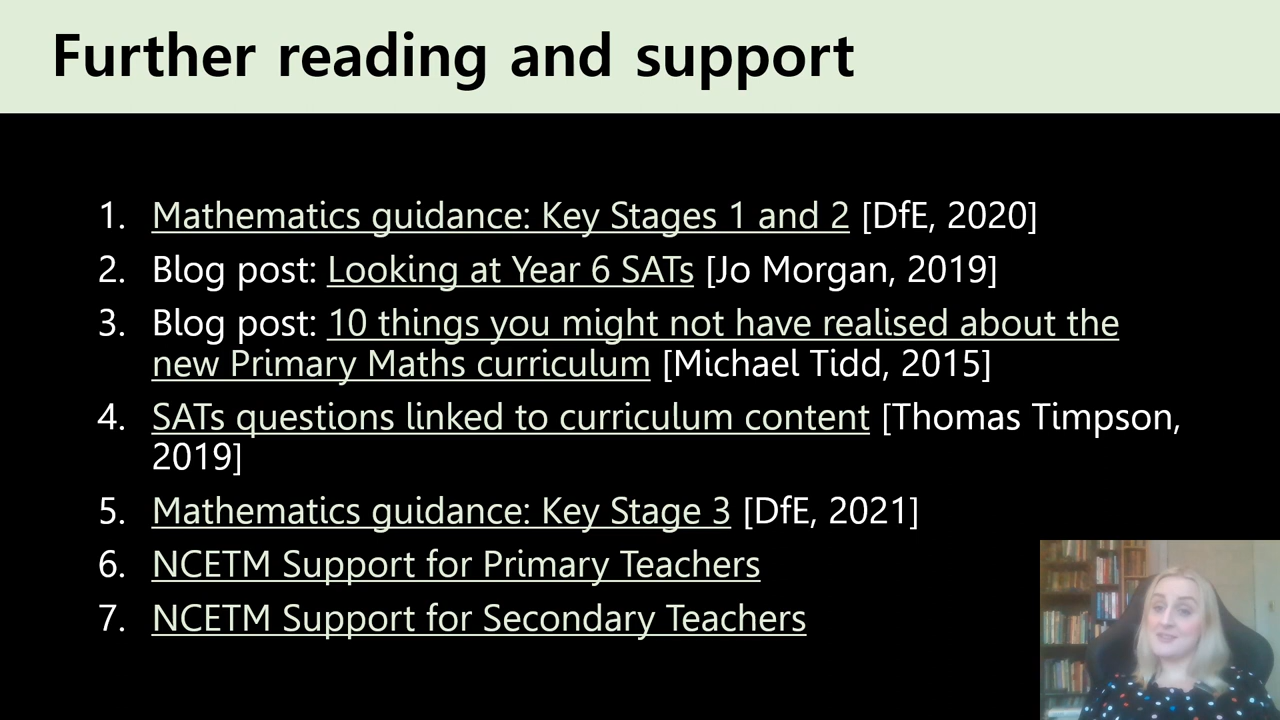 Further reading and support
1. Mathematics guidance: Key Stages 1 and 2 [DfE, 2020]
2. Blog post: Looking at Year 6 SATs [Jo Morgan, 2019]
3. Blog post: 10 things you might not have realised about the
new Primary Maths curriculum [Michael Tidd, 2015]
4. SATs questions linked to curriculum content [Thomas Timpson,
2019]
5. Mathematics guidance: Key Stage 3 [DfE, 2021]
6. NCETM Support for Primary Teachers
7. NCETM Support for Secondary Teachers